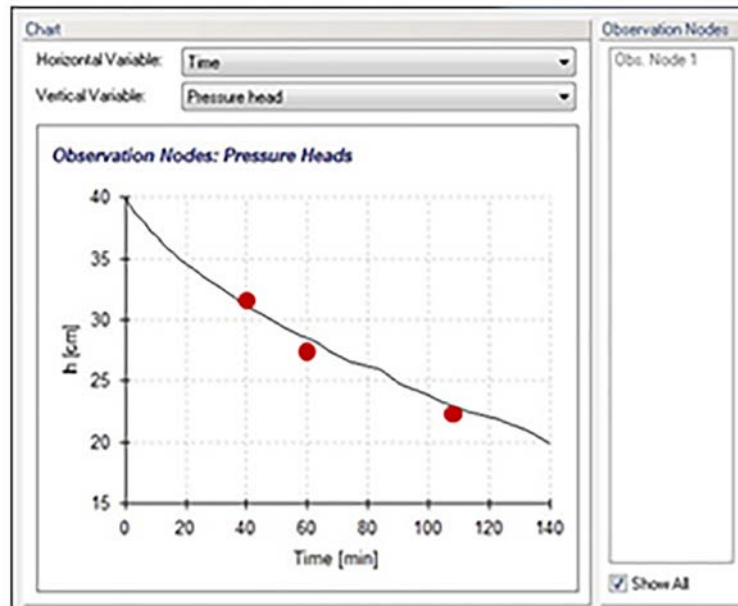 Chart
Horizontal Variable: Time
Vertical Variable: Pressure head
Observation Nodes: Pressure Heads
40
35
30
25
20
15
h [cm]
0 20 40 60 80 100 120 140
Time [min]
Observation Nodes
Obs. Node 1
Show All